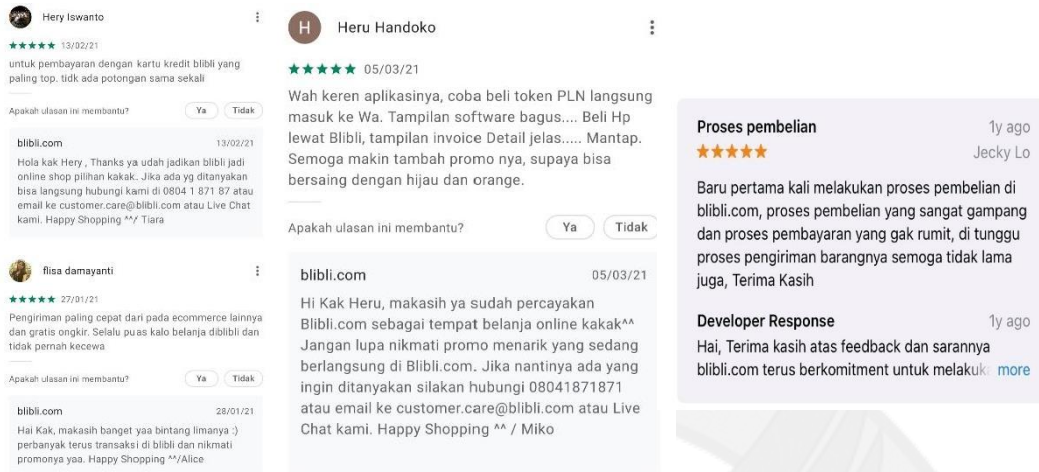 Hery Iswanto
13/02/21
untuk pembayaran dengan kartu kredit blibli yang
paling top. tidk ada potongan sama sekali
Apakah ulasan ini membantu? Ya Tidak
blibli.com 13/02/21
Hola kak Hery , Thanks ya udah jadikan blibli jadi
online shop pilihan kakak. Jika ada yg ditanyakan
bisa langsung hubungi kami di 0804 1 871 87 atau
email ke customer.care@blibli.com atau Live Chat
kami. Happy Shopping ^^/ Tiara
flisa damayanti
27/01/21
Pengiriman paling cepat dari pada ecommerce lainnya
dan gratis ongkir. Selalu puas kalo belanja diblibli dan
tidak pernah kecewa
Apakah ulasan ini membantu? Ya Tidak
blibli.com 28/01/21
Hai Kak, makasih banget yaa bintang limanya :)
perbanyak terus transaksi di blibli dan nikmati
promonya yaa. Happy Shopping ^^/Alice
H Heru Handoko
05/03/21
Wah keren aplikasinya, coba beli token PLN langsung
masuk ke Wa. Tampilan software bagus.... Beli Hp
lewat Blibli, tampilan invoice Detail jelas..... Mantap.
Semoga makin tambah promo nya, supaya bisa
bersaing dengan hijau dan orange.
Apakah ulasan ini membantu? Ya Tidak
blibli.com 05/03/21
Hi Kak Heru, makasih ya sudah percayakan
Blibli.com sebagai tempat belanja online kakak^^
Jangan lupa nikmati promo menarik yang sedang
berlangsung di Blibli.com. Jika nantinya ada yang
ingin ditanyakan silakan hubungi 08041871871
atau email ke customer.care@blibli.com atau Live
Chat kami. Happy Shopping ^^ / Miko
Proses pembelian 1y ago
Jecky Lo
Baru pertama kali melakukan proses pembelian di
blibli.com, proses pembelian yang sangat gampang
dan proses pembayaran yang gak rumit, di tunggu
proses pengiriman barangnya semoga tidak lama
juga, Terima Kasih
Developer Response 1y ago
Hai, Terima kasih atas feedback dan sarannya
blibli.com terus berkomitment untuk melakuk more